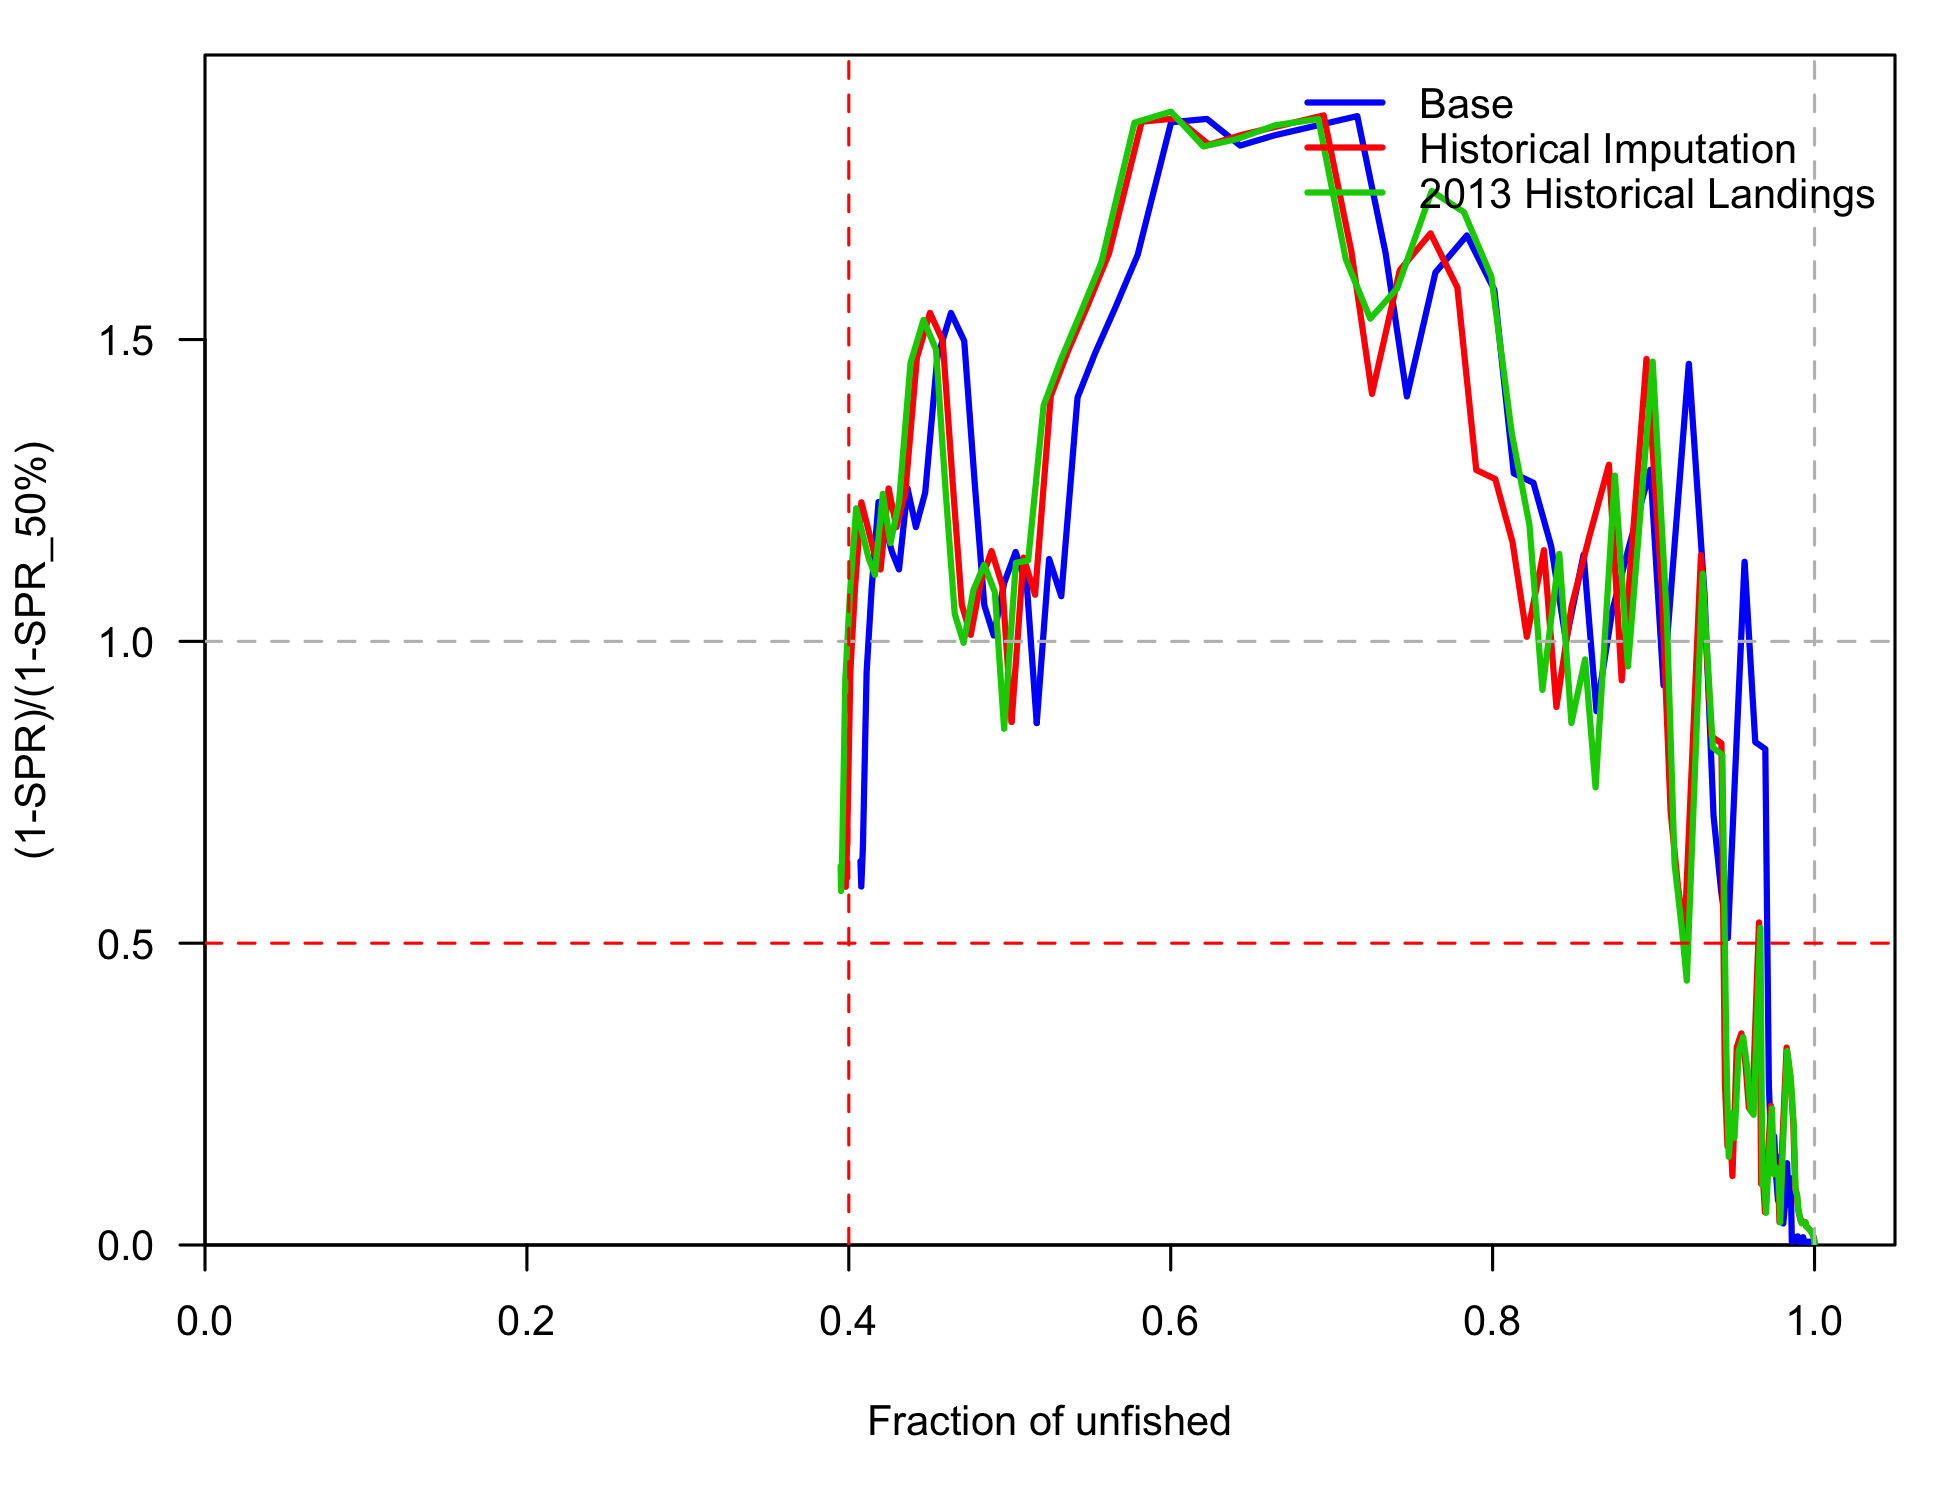 Base
Historical Imputation
2013 Historical Landings
(1-SPR)/(1-SPR_50%)
1.5
1.0
0.5
0.0
0.0 0.2 0.4 0.6 0.8 1.0
Fraction of unfished